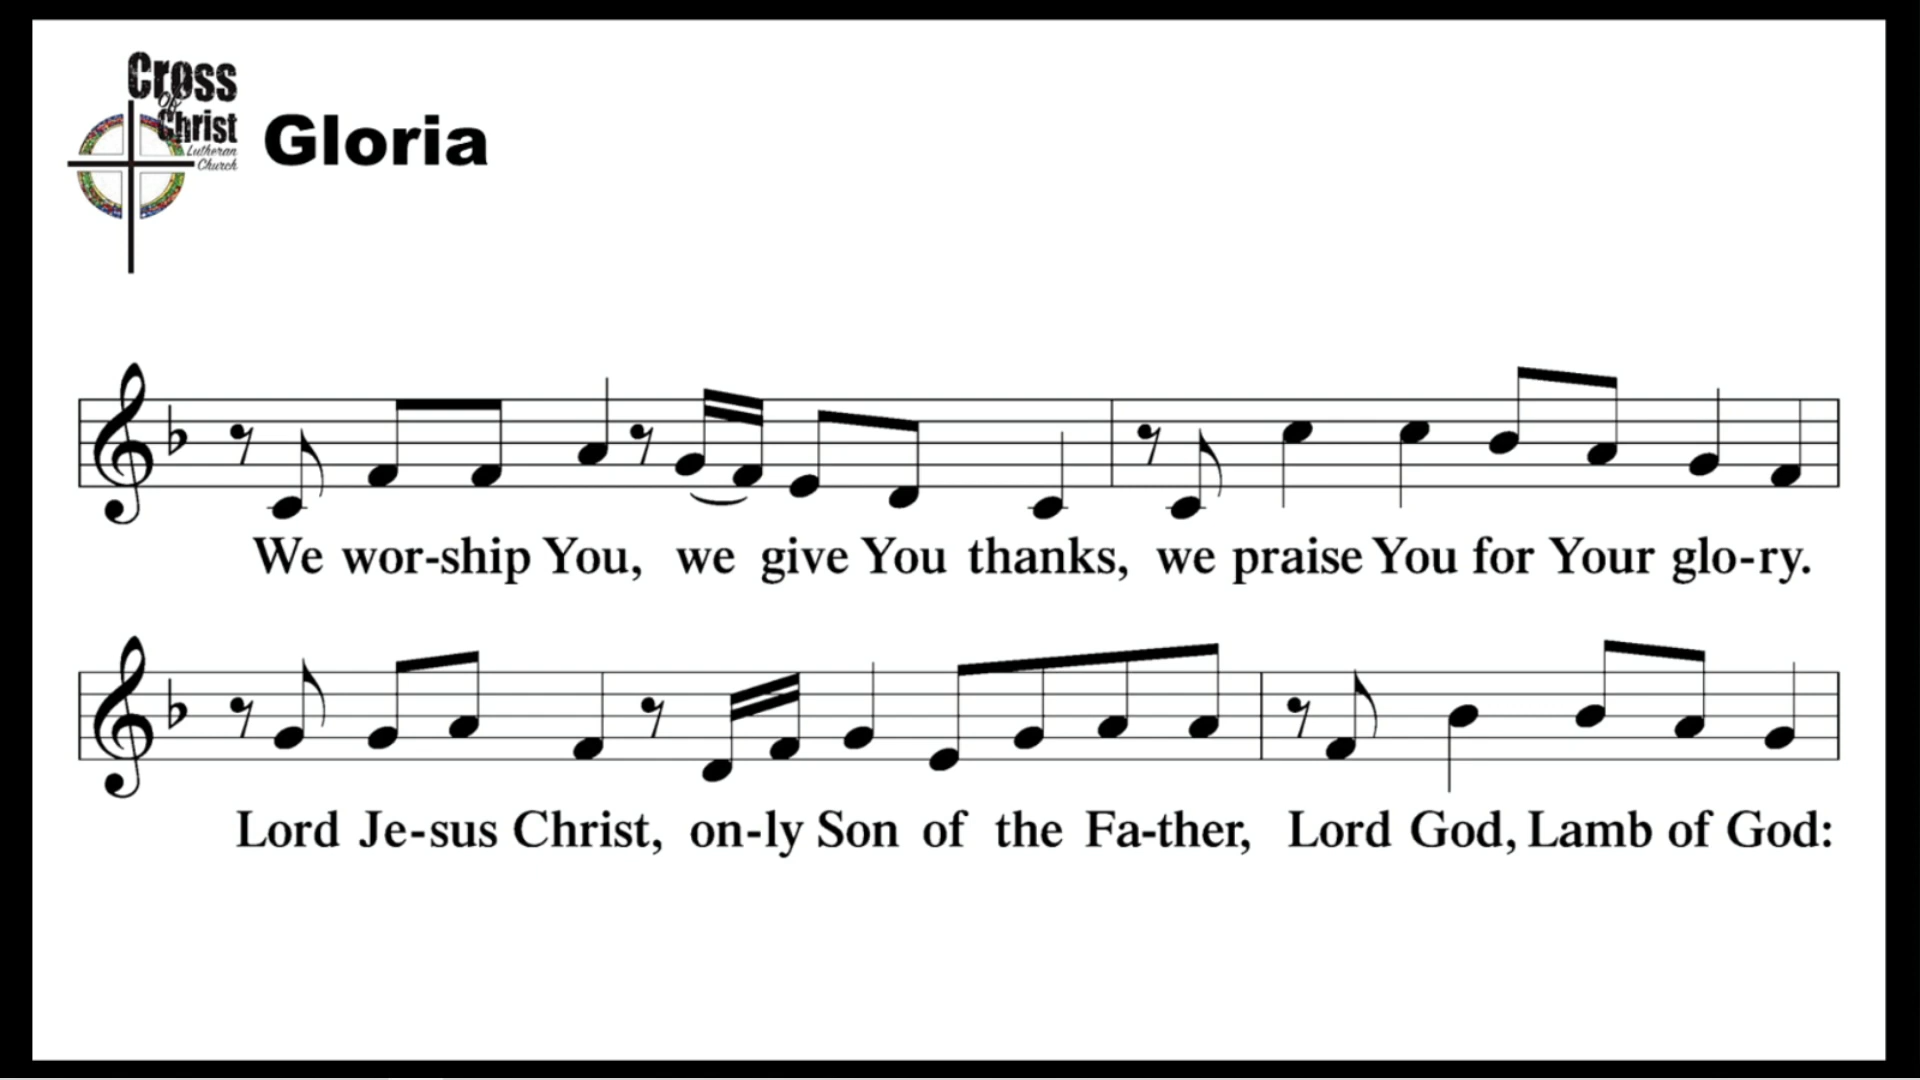 Cross
Of
Christ
Lutheran
Church
Gloria
We wor-ship You, we give You thanks, we praise You for Your glo-ry.
Lord Je-sus Christ, on-ly Son of the Fa-ther, Lord God, Lamb of God: